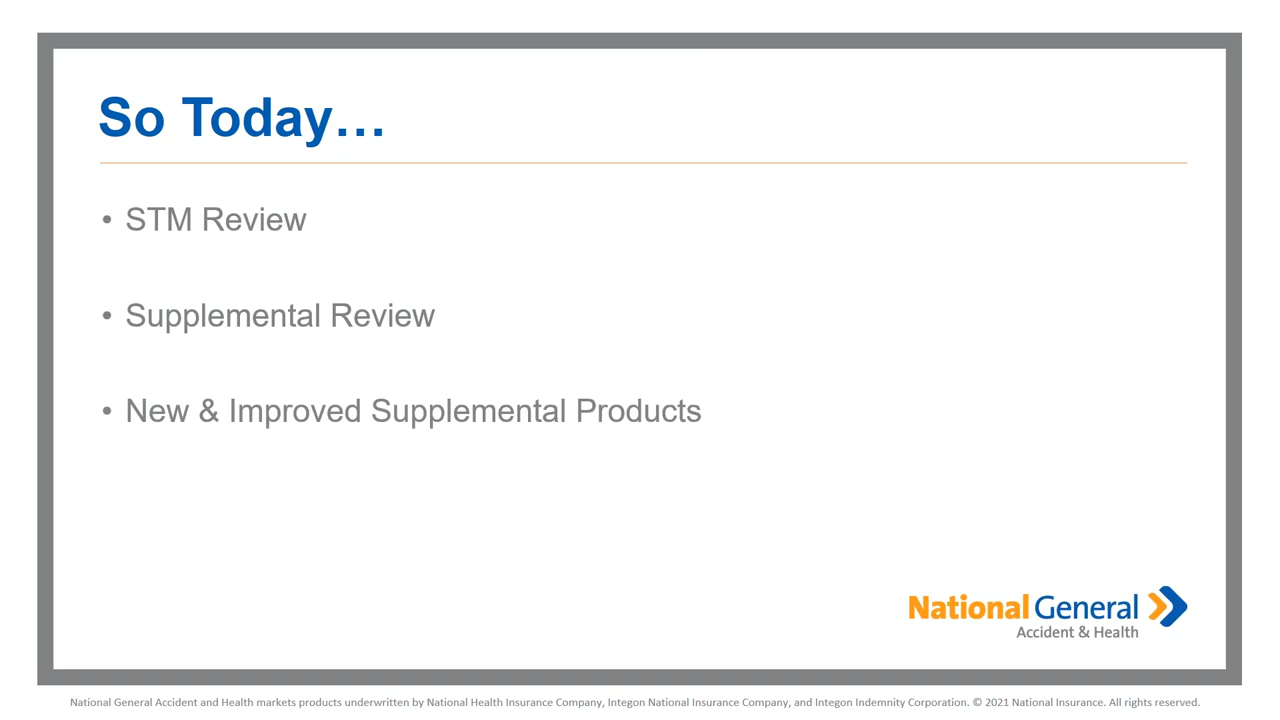 So Today…
• STM Review
• Supplemental Review
• New & Improved Supplemental Products
National General
Accident & Health
National General Accident and Health markets products underwritten by National Health Insurance Company, Integon National Insurance Company, and Integon Indemnity Corporation. © 2021 National Insurance. All rights reserved.